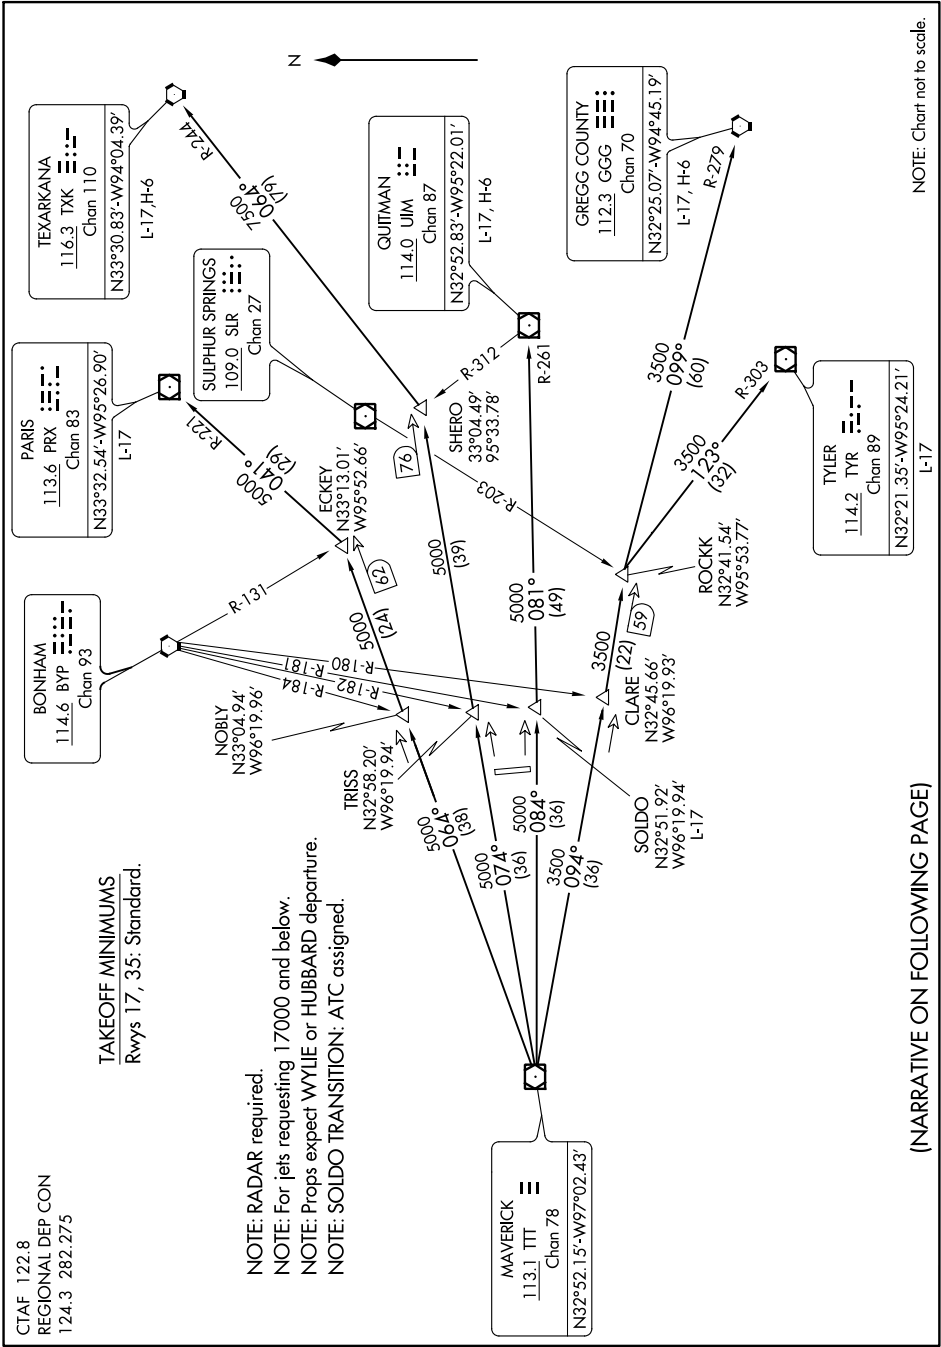 CTAF 122.8
REGIONAL DEP CON
124.3 282.275
TAKEOFF MINIMUMS
Rwys 17, 35: Standard.
NOTE: RADAR required.
NOTE: For jets requesting 17000 and below.
NOTE: Props expect WYLIE or HUBBARD departure.
NOTE: SOLDO TRANSITION: ATC assigned.
MAVERICK
113.1 TTT
Chan 78
N32°52.15'-W97°02.43'
BONHAM
114.6 BYP
Chan 93
PARIS
113.6 PRX
Chan 83
N33°32.54'-W95°26.90'
L-17
TEXARKANA
116.3 TXK
Chan 110
N33°30.83'-W94°04.39'
L-17,H-6
SULPHUR SPRINGS
109.0 SLR
Chan 27
QUITMAN
114.0 UIM
Chan 87
N32°52.83'-W95°22.01'
L-17, H-6
GREGG COUNTY
112.3 GGG
Chan 70
N32°25.07'-W94°45.19'
L-17, H-6
TYLER
114.2 TYR
Chan 89
N32°21.35'-W95°24.21'
L-17
N
NOBLY
N33°04.94'
W96°19.96'
TRISS
N32°58.20'
W96°19.94'
SOLDO
N32°51.92'
W96°19.94'
L-17
CLARE
N32°45.66'
W96°19.93'
ECKEY
N33°13.01'
W95°52.66'
SHERO
33°04.49'
95°33.78'
ROCKK
N32°41.54'
W95°53.77'
5000
064°
(38)
5000
074°
(36)
5000
084°
(36)
3500
094°
(36)
R-184
R-182
R-181
R-180
R-131
5000
(24)
62
5000
041°
(29)
R-221
5000
(39)
76
7500
064°
(79)
R-244
R-312
5000
081°
(49)
R-261
R-203
3500
(22)
59
3500
099°
(60)
R-279
3500
123°
(32)
R-303
NOTE: Chart not to scale.
(NARRATIVE ON FOLLOWING PAGE)